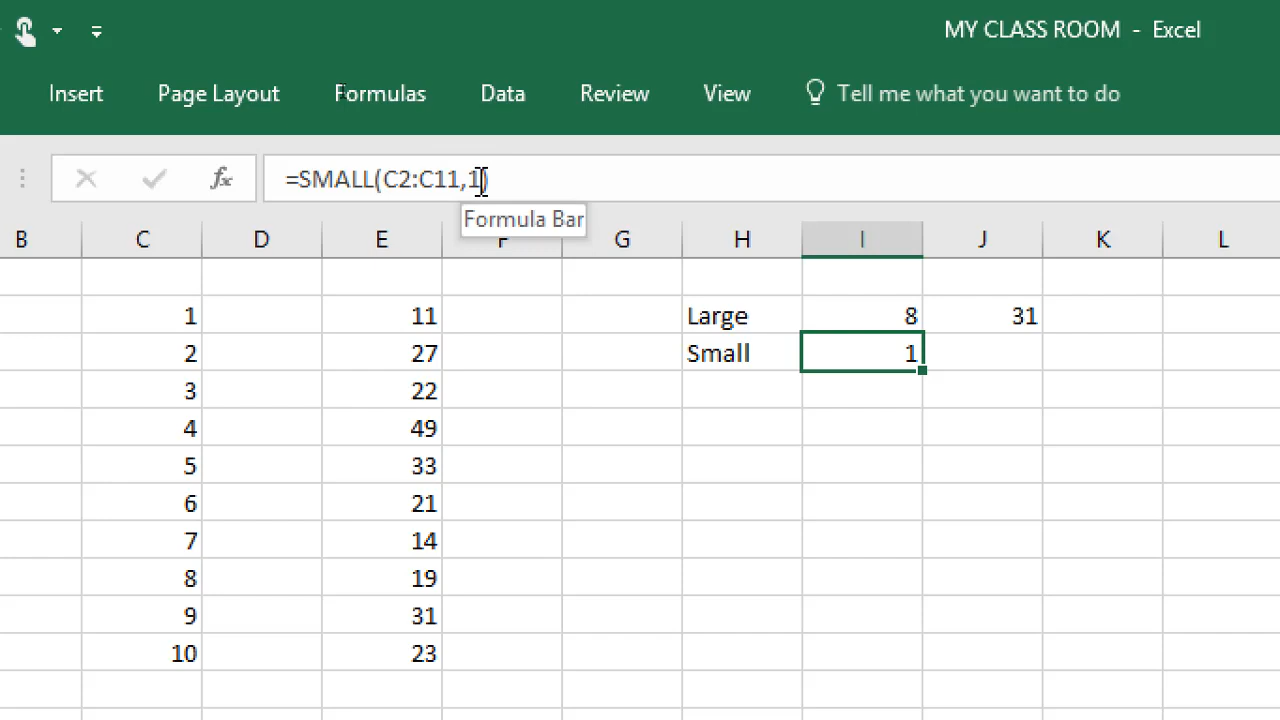 MY CLASS ROOM - Excel
Insert Page Layout Formulas Data Review View Tell me what you want to do
fx =SMALL(C2:C11,1)
Formula Bar
B C D E F G H I J K L
1 11 Large 8 31
2 27 Small 1
3 22
4 49
5 33
6 21
7 14
8 19
9 31
10 23